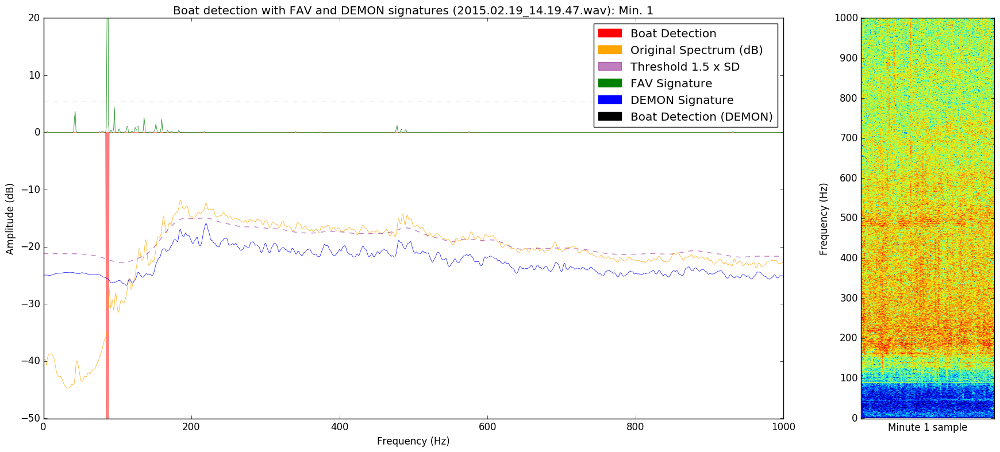 Boat detection with FAV and DEMON signatures (2015.02.19_14.19.47.wav): Min. 1
Boat Detection
Original Spectrum (dB)
Threshold 1.5 x SD
FAV Signature
DEMON Signature
Boat Detection (DEMON)
Amplitude (dB)
20
10
0
−10
−20
−30
−40
−50
0
200
400
600
800
1000
Frequency (Hz)
Frequency (Hz)
1000
900
800
700
600
500
400
300
200
100
0
Minute 1 sample